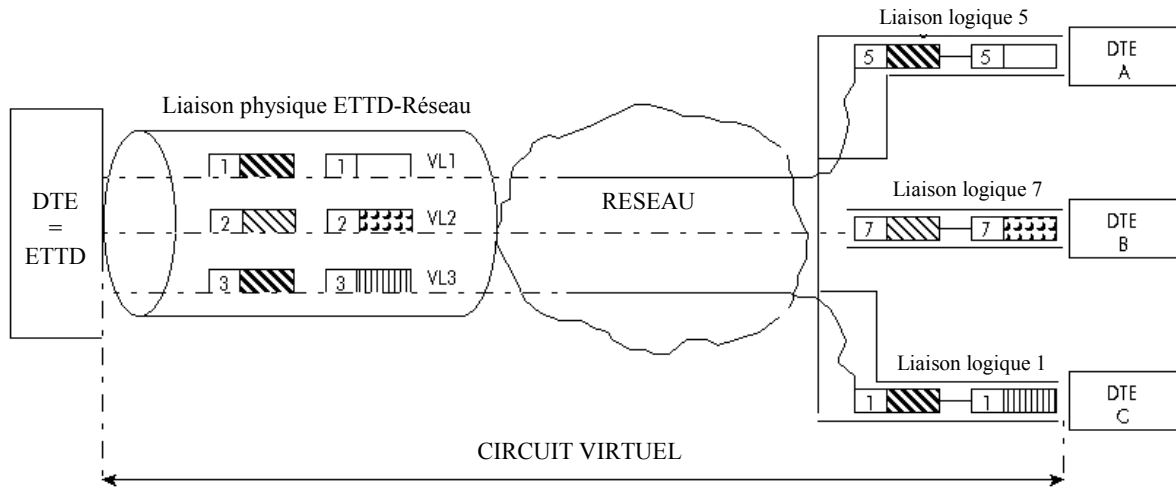 Liaison logique 5
5
5
DTE
A
Liaison physique ETTD-Réseau
1
1
VL1
DTE
=
ETTD
2
2
VL2
3
3
VL3
RESEAU
Liaison logique 7
7
7
DTE
B
Liaison logique 1
1
1
DTE
C
CIRCUIT VIRTUEL